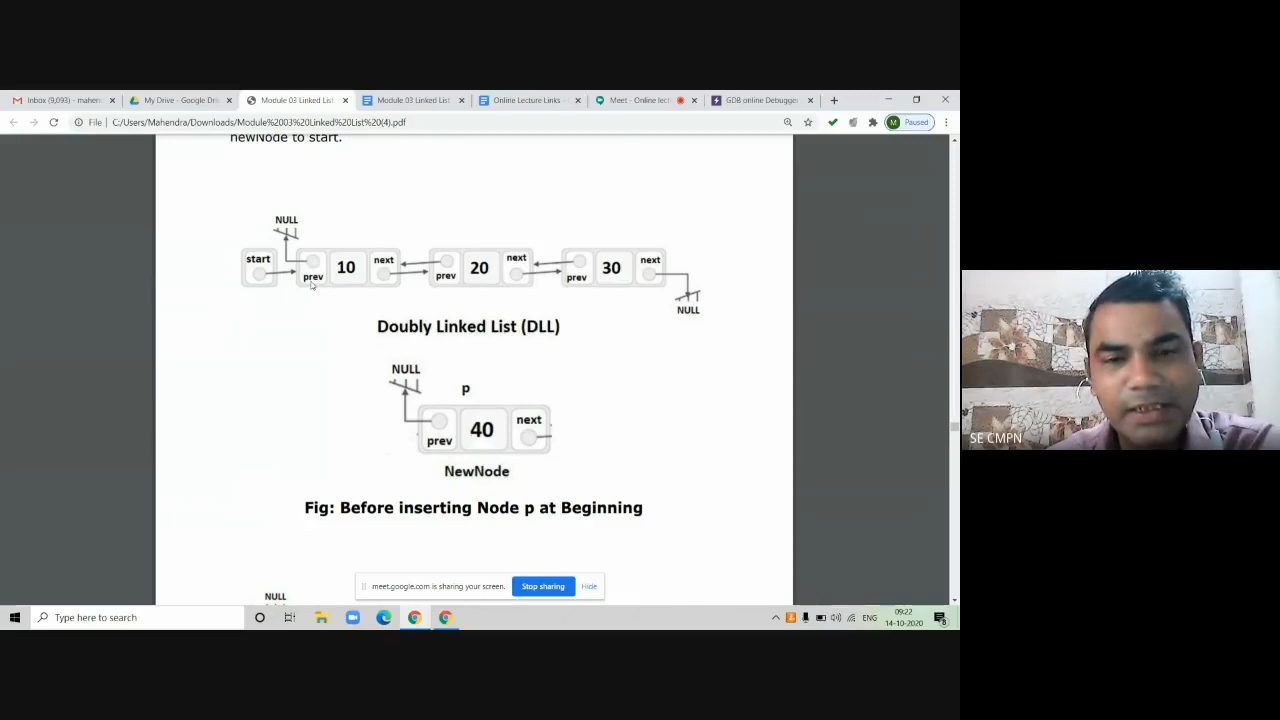 Inbox (9,093) - mahen
My Drive - Google Dri
Module 03 Linked List
Module 03 Linked List
Online Lecture Links -
Meet - Online lec
GDB online Debugger
File
C:/Users/Mahendra/Downloads/Module%2003%20Linked%20List%20(4).pdf
M
Paused
newNode to start.
NULL
start
prev
10
next
prev
20
next
prev
30
next
NULL
Doubly Linked List (DLL)
NULL
p
prev
40
next
NewNode
Fig: Before inserting Node p at Beginning
NULL
meet.google.com is sharing your screen.
Stop sharing
Hide
SE CMPN
Type here to search
ENG
09:22
14-10-2020
8